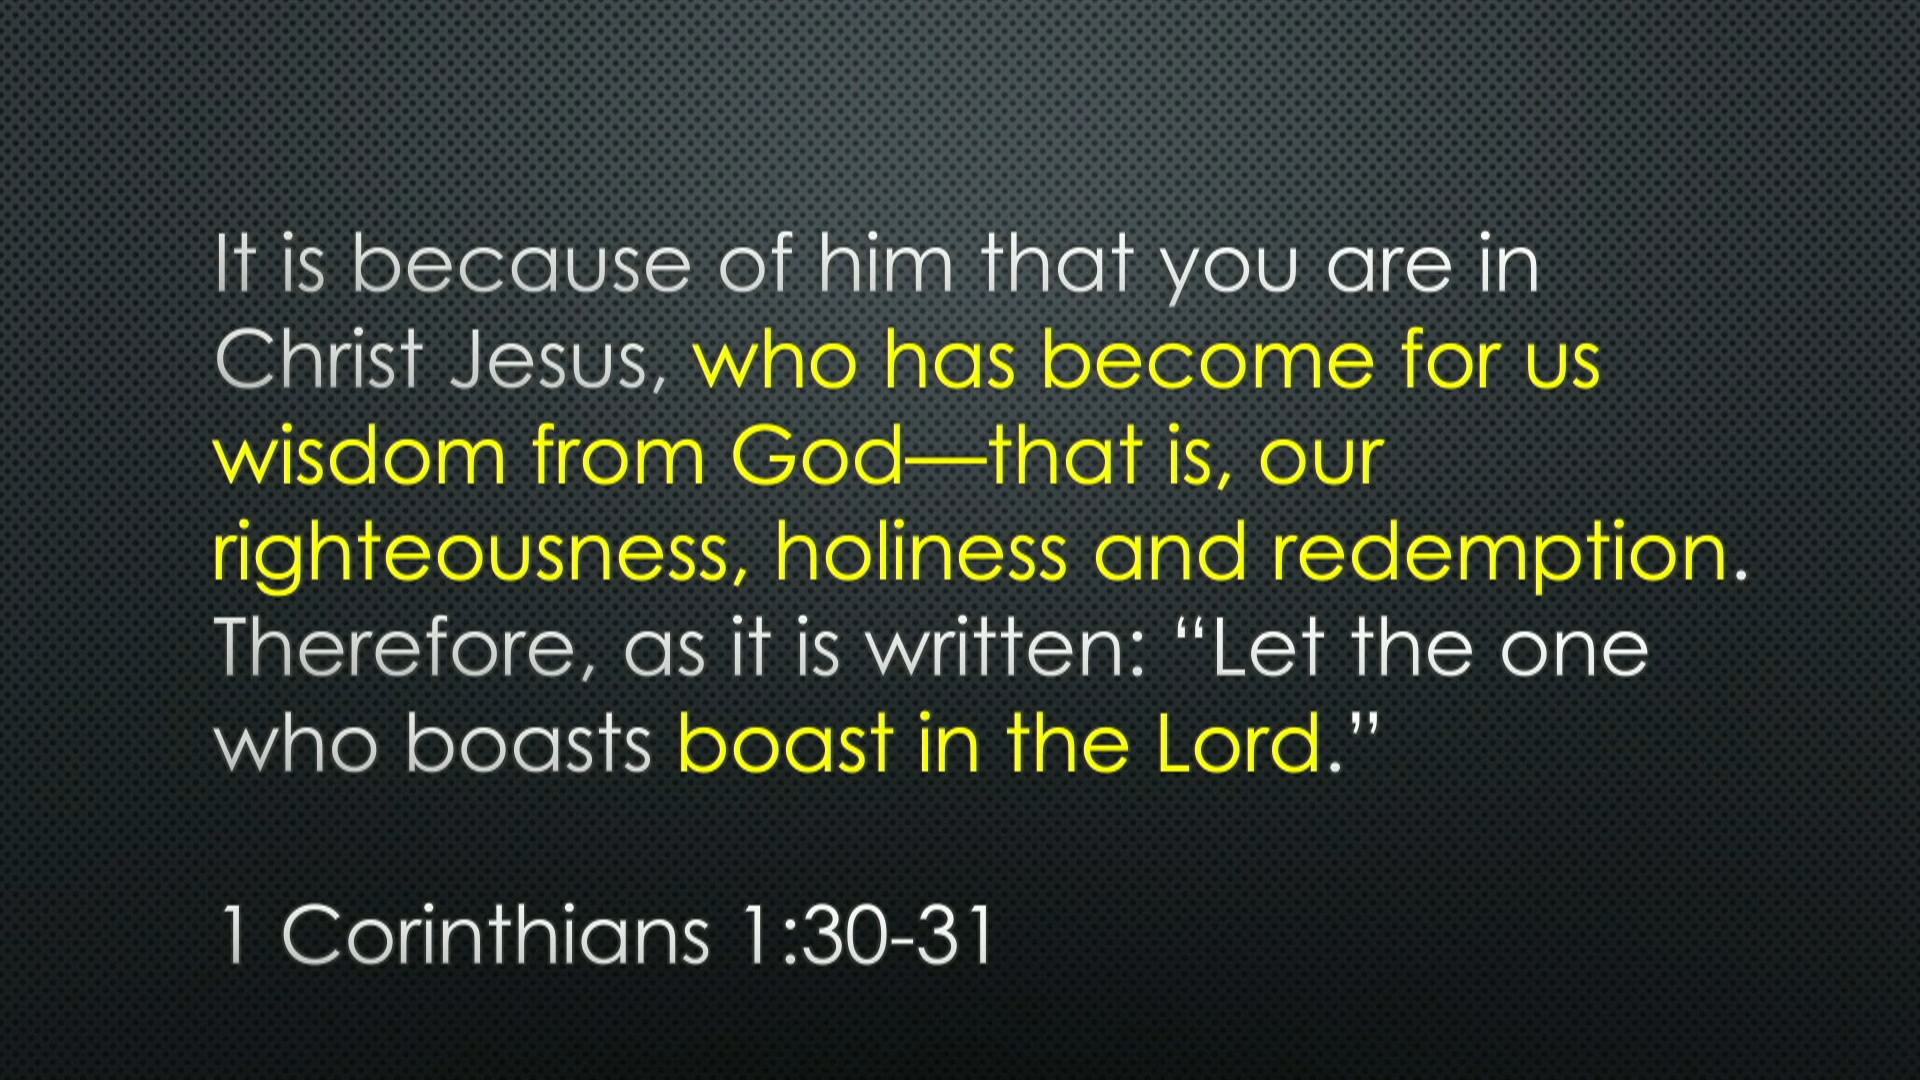 It is because of him that you are in
Christ Jesus, who has become for us
wisdom from God—that is, our
righteousness, holiness and redemption.
Therefore, as it is written: “Let the one
who boasts boast in the Lord.”
1 Corinthians 1:30-31